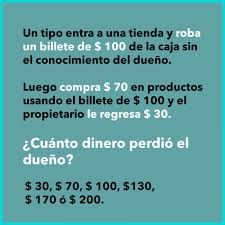 Un tipo entra a una tienda y roba
un billete de $ 100 de la caja sin
el conocimiento del dueño.
Luego compra $ 70 en productos
usando el billete de $ 100 y el
propietario le regresa $ 30.
¿Cuánto dinero perdió el
dueño?
$ 30, $ 70, $ 100, $130,
$ 170 ó $ 200.